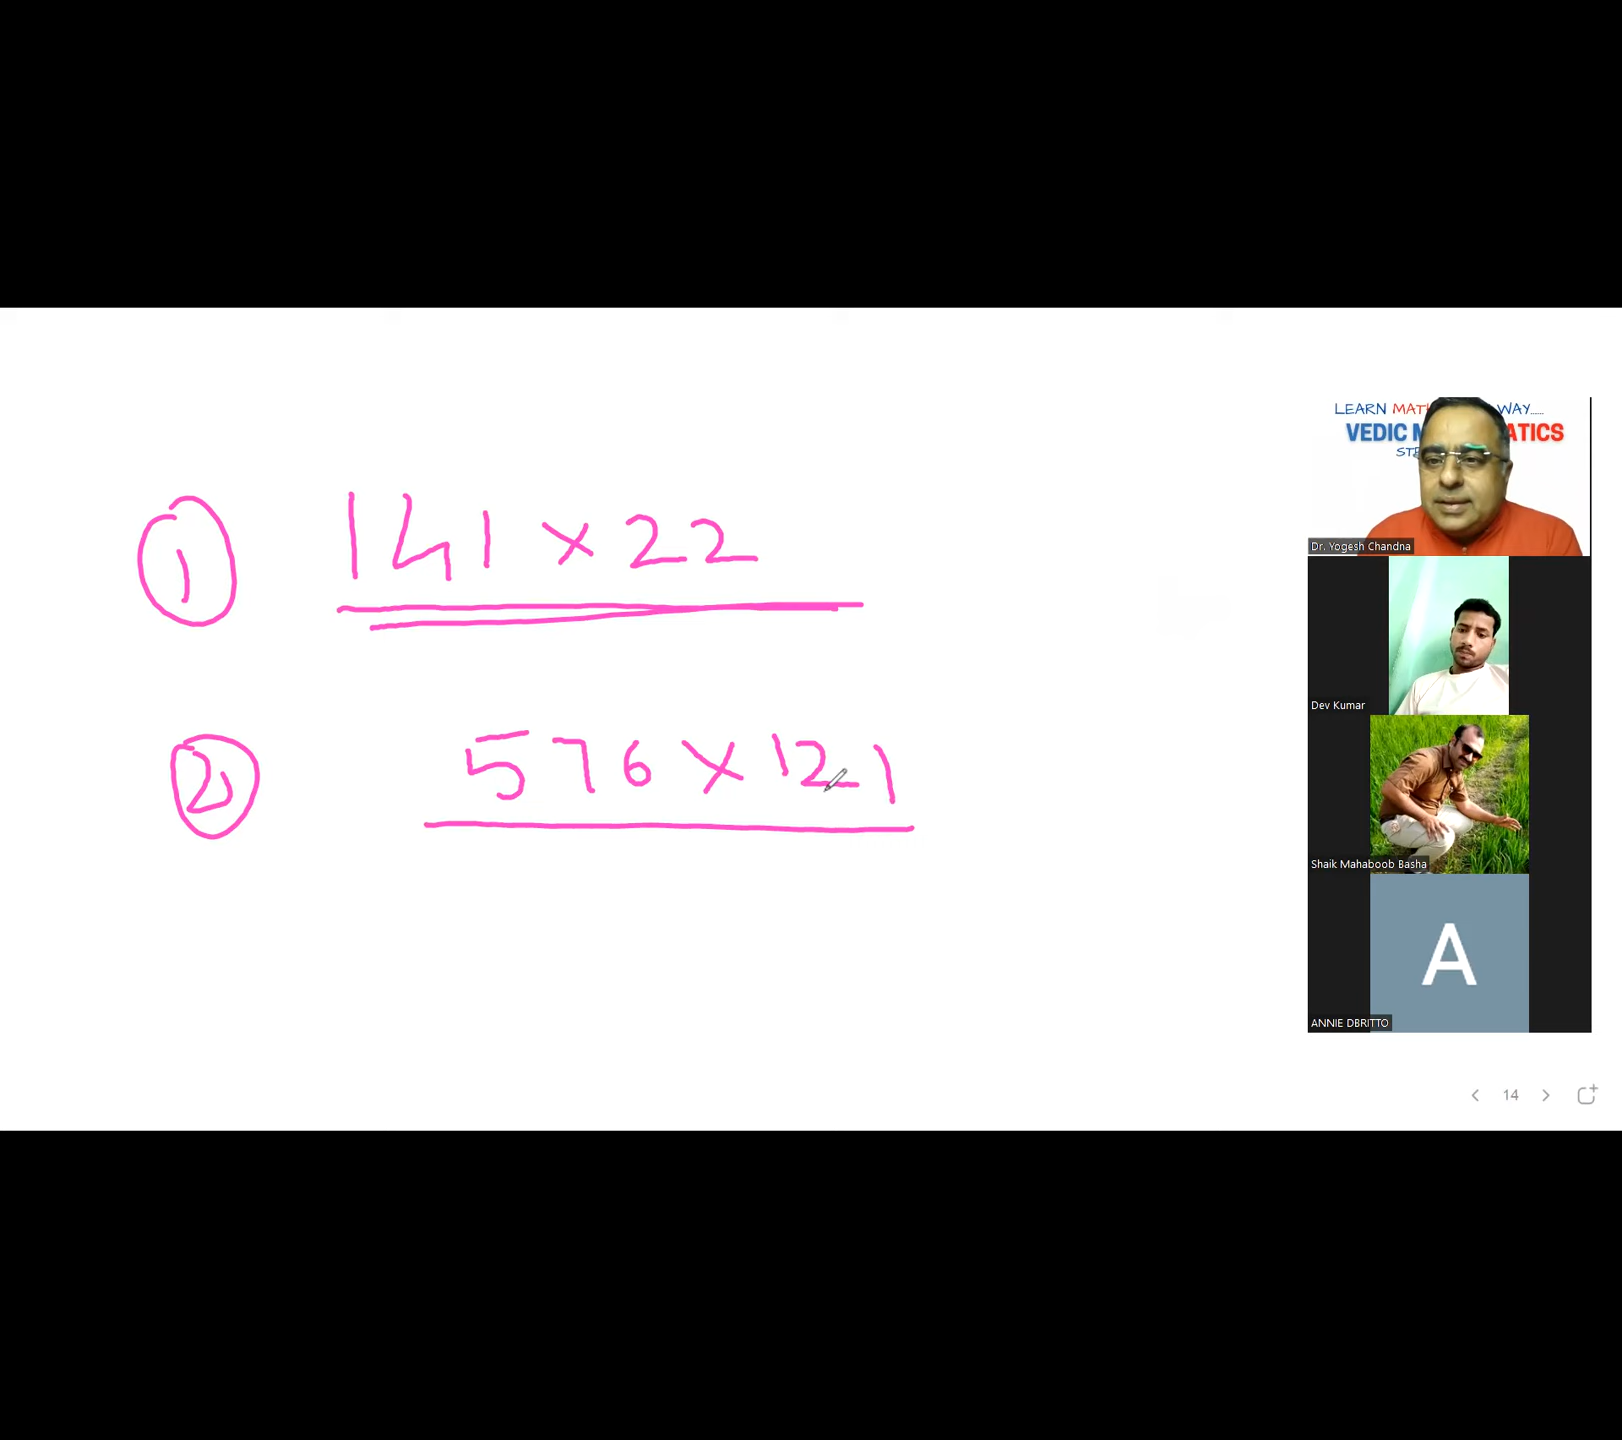 ① 141 × 22
② 576 × 121
LEARN MAT WAY......
VEDIC M ATICS
STE
Dr. Yogesh Chandna
Dev Kumar
Shaik Mahaboob Basha
A
ANNIE DBRITTO
14